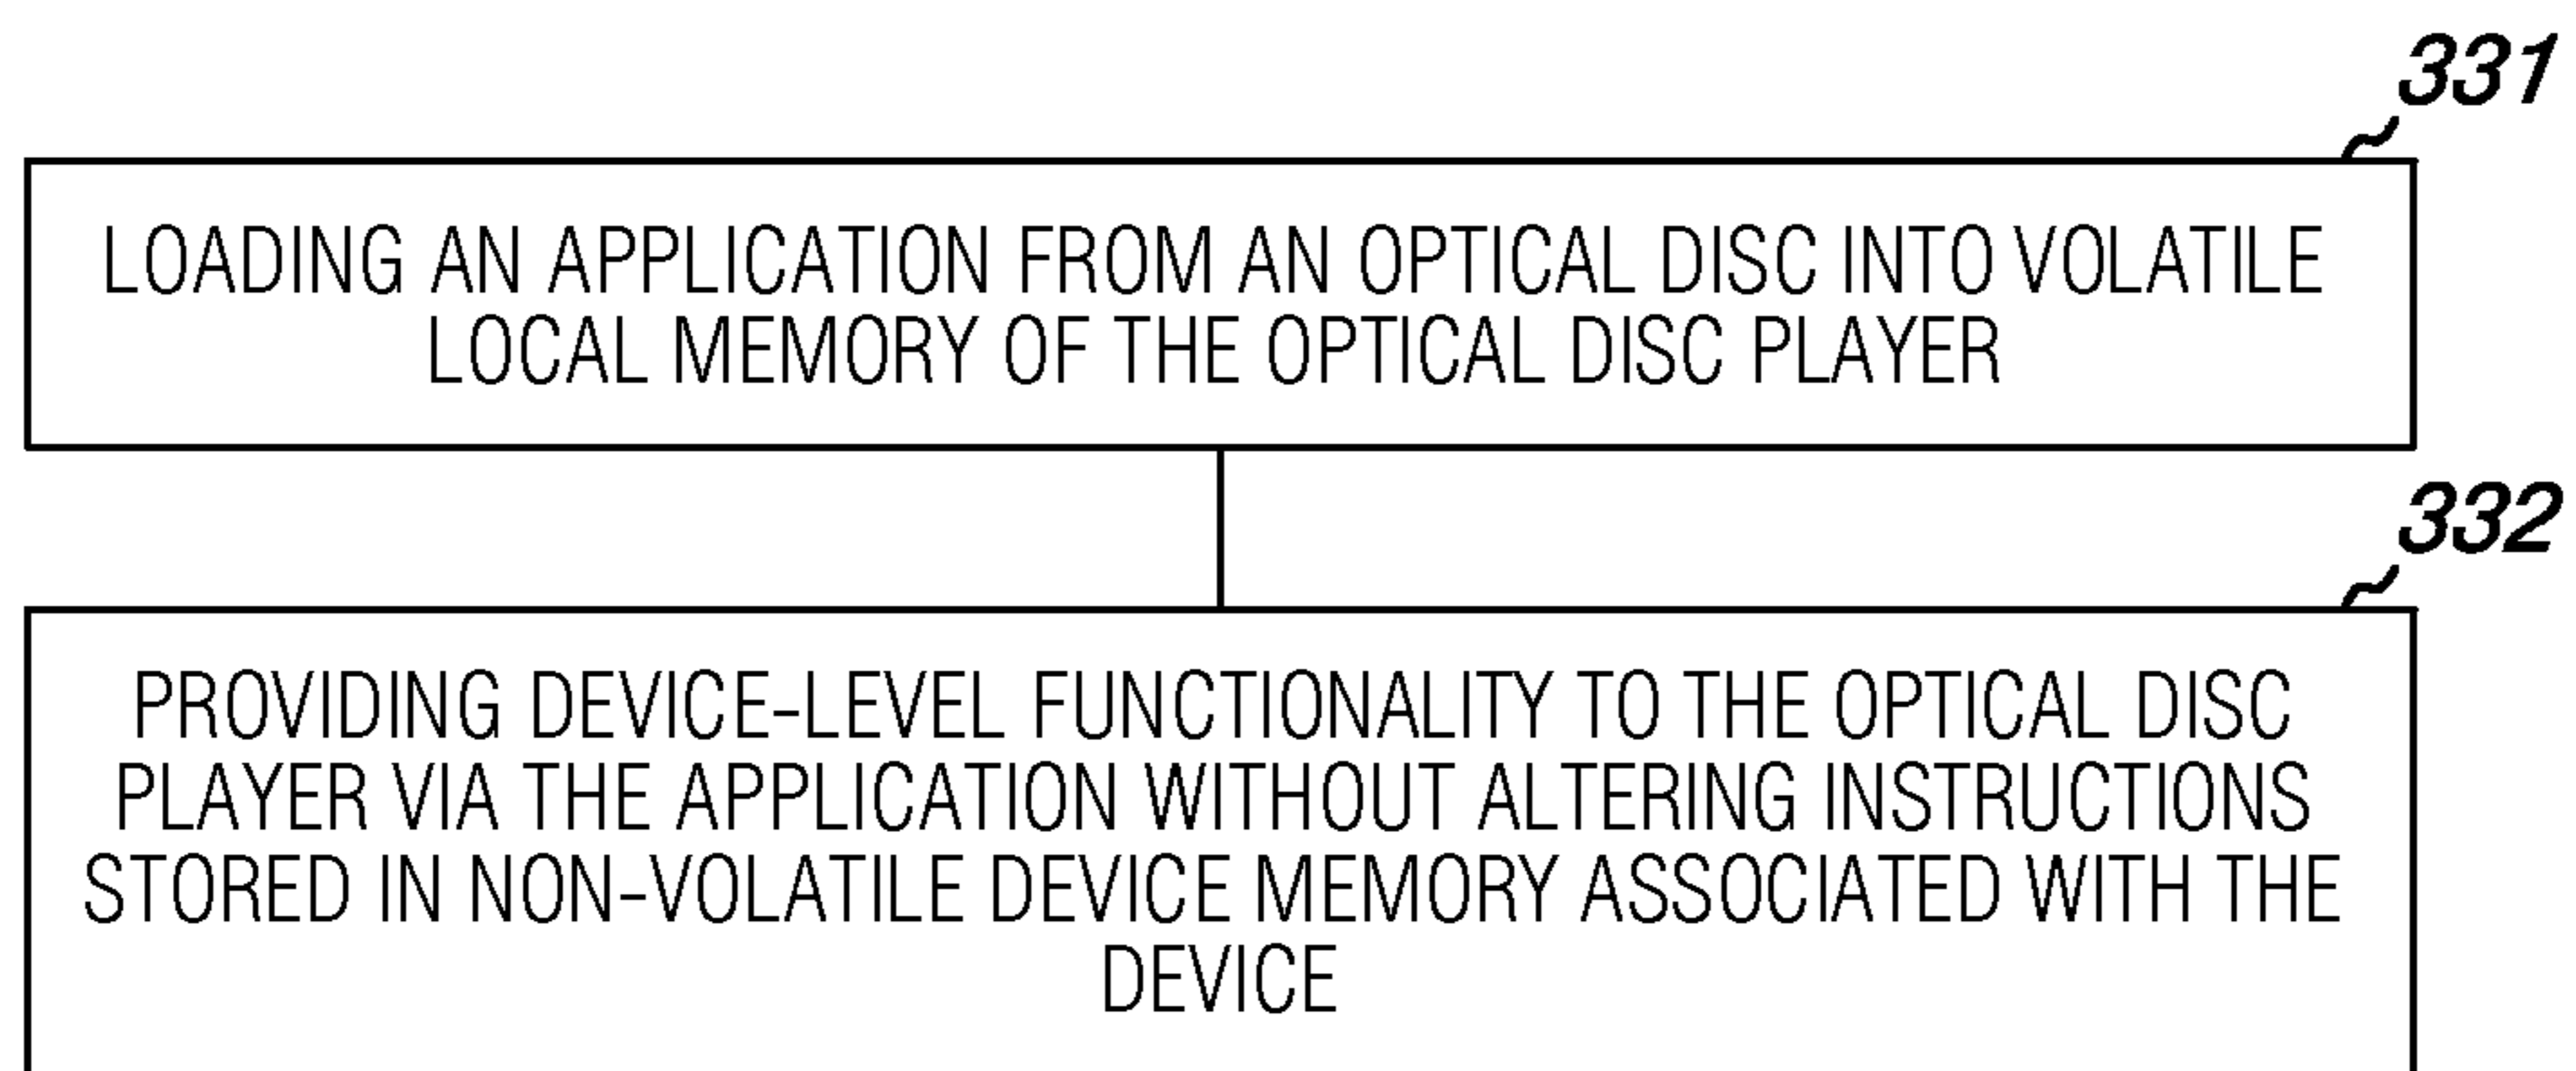 331
LOADING AN APPLICATION FROM AN OPTICAL DISC INTO VOLATILE
LOCAL MEMORY OF THE OPTICAL DISC PLAYER
332
PROVIDING DEVICE-LEVEL FUNCTIONALITY TO THE OPTICAL DISC
PLAYER VIA THE APPLICATION WITHOUT ALTERING INSTRUCTIONS
STORED IN NON-VOLATILE DEVICE MEMORY ASSOCIATED WITH THE
DEVICE